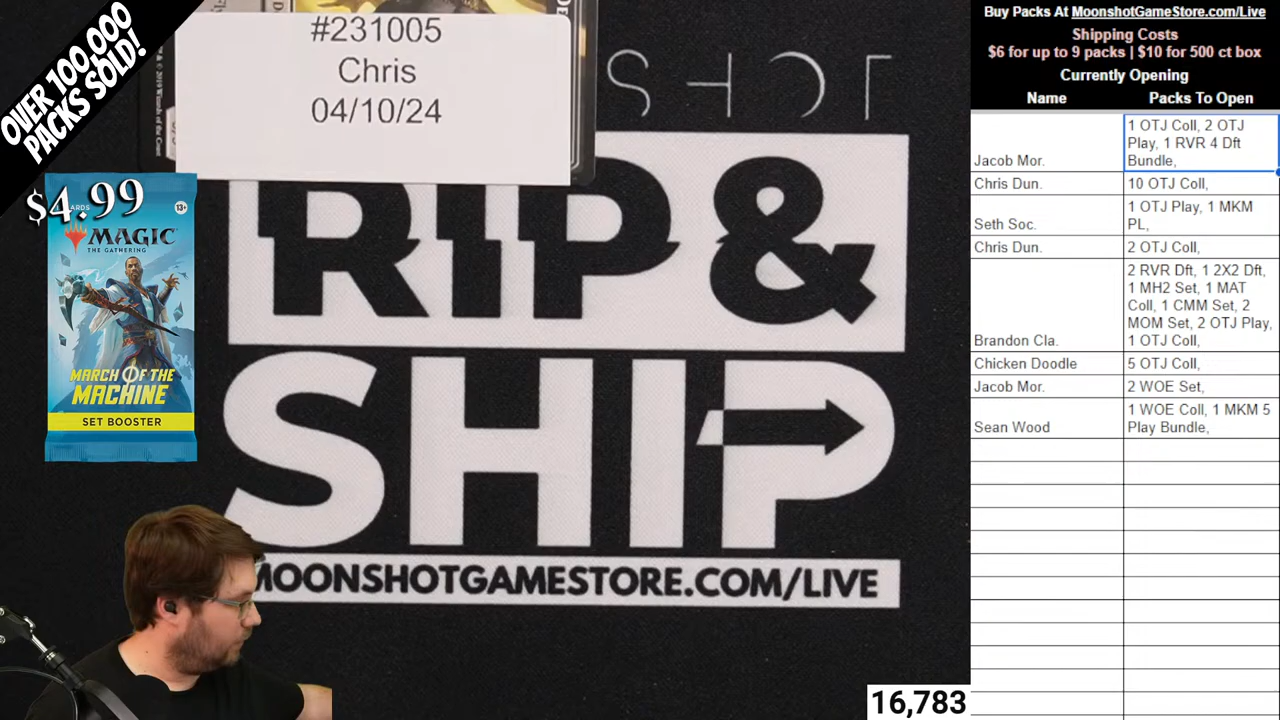 OVER 100,000
PACKS SOLD!
#231005
Chris
04/10/24
$4.99
13+
MAGIC
THE GATHERING
MARCH OF THE
MACHINE
SET BOOSTER
RIP &
SHIP
MOONSHOTGAMESTORE.COM/LIVE
16,783
Buy Packs At MoonshotGameStore.com/Live
Shipping Costs
$6 for up to 9 packs | $10 for 500 ct box
Currently Opening
Name Packs To Open
Jacob Mor. 1 OTJ Coll, 2 OTJ
Play, 1 RVR 4 Dft
Bundle,
Chris Dun. 10 OTJ Coll,
Seth Soc. 1 OTJ Play, 1 MKM
PL,
Chris Dun. 2 OTJ Coll,
Brandon Cla. 2 RVR Dft, 1 2X2 Dft,
1 MH2 Set, 1 MAT
Coll, 1 CMM Set, 2
MOM Set, 2 OTJ Play,
1 OTJ Coll,
Chicken Doodle 5 OTJ Coll,
Jacob Mor. 2 WOE Set,
Sean Wood 1 WOE Coll, 1 MKM 5
Play Bundle,